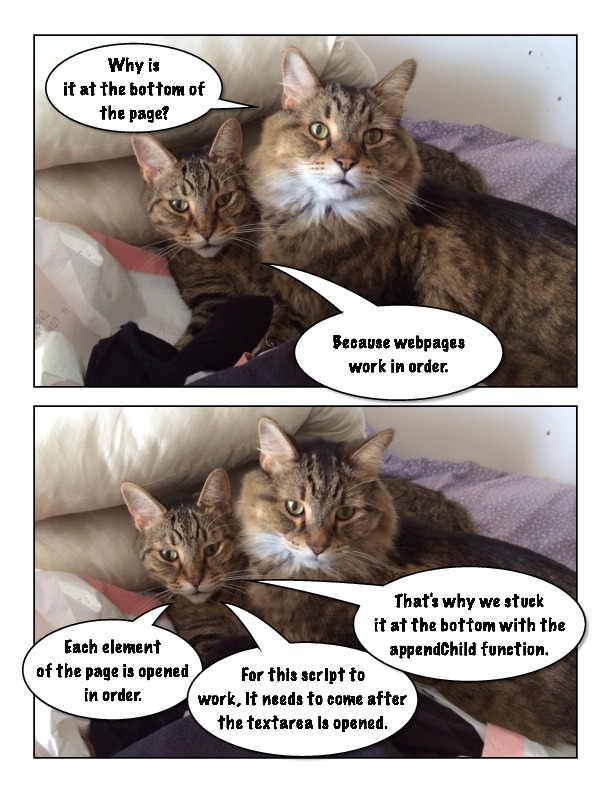 Why is
it at the bottom of
the page?
Because webpages
work in order.
Each element
of the page is opened
in order.
For this script to
work, it needs to come after
the textarea is opened.
That's why we stuck
it at the bottom with the
appendChild function.